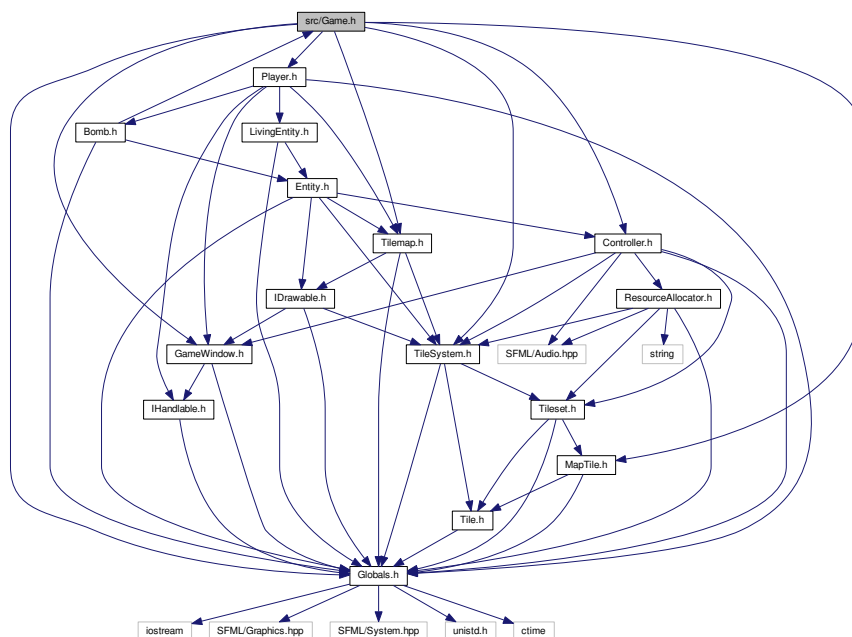 src/Game.h
Player.h
Bomb.h
LivingEntity.h
Entity.h
Tilemap.h
Controller.h
IDrawable.h
ResourceAllocator.h
GameWindow.h
TileSystem.h
SFML/Audio.hpp
string
IHandlable.h
Tileset.h
MapTile.h
Tile.h
Globals.h
iostream
SFML/Graphics.hpp
SFML/System.hpp
unistd.h
ctime